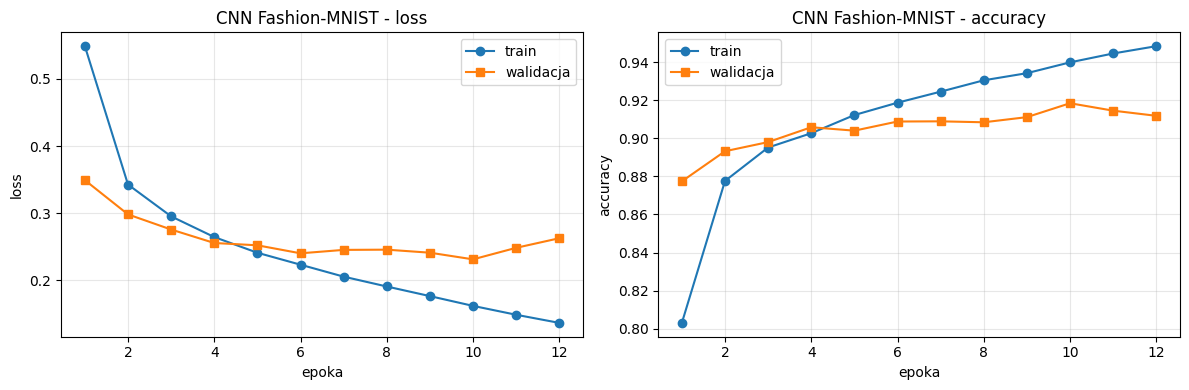 CNN Fashion-MNIST - loss
train
walidacja
loss
0.5
0.4
0.3
0.2
2 4 6 8 10 12
epoka
CNN Fashion-MNIST - accuracy
train
walidacja
accuracy
0.94
0.92
0.90
0.88
0.86
0.84
0.82
0.80
2 4 6 8 10 12
epoka